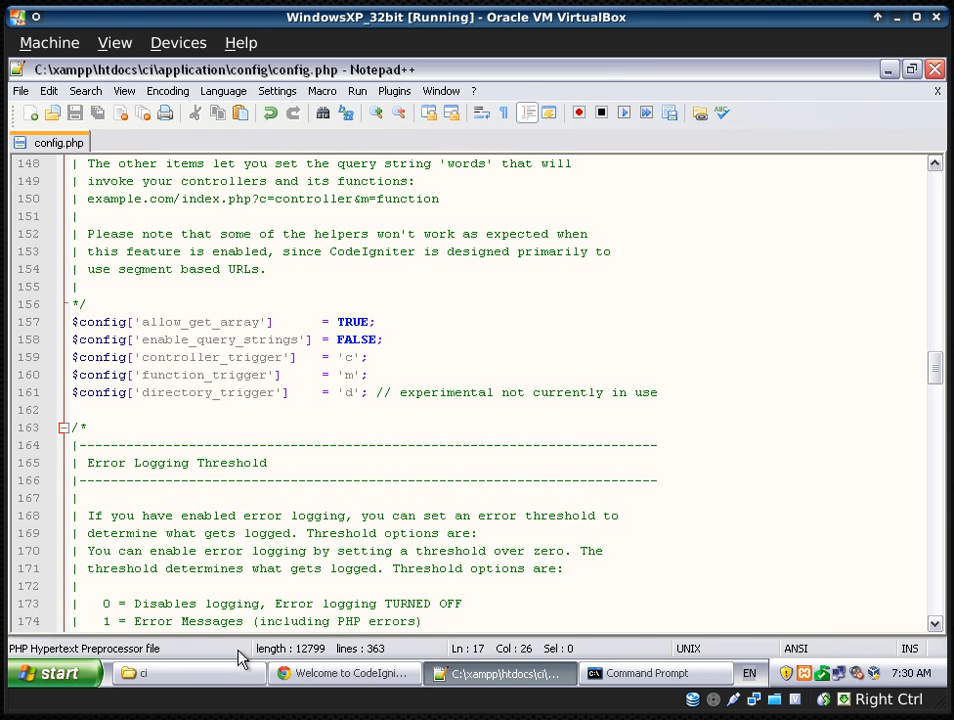 WindowsXP_32bit [Running] - Oracle VM VirtualBox
Machine View Devices Help
C:\xampp\htdocs\ci\application\config\config.php - Notepad++
File Edit Search View Encoding Language Settings Macro Run Plugins Window ? X
config.php
148 | The other items let you set the query string 'words' that will
149 | invoke your controllers and its functions:
150 | example.com/index.php?c=controller&m=function
151 |
152 | Please note that some of the helpers won't work as expected when
153 | this feature is enabled, since CodeIgniter is designed primarily to
154 | use segment based URLs.
155 |
156 */
157 $config['allow_get_array']      = TRUE;
158 $config['enable_query_strings'] = FALSE;
159 $config['controller_trigger']   = 'c';
160 $config['function_trigger']     = 'm';
161 $config['directory_trigger']    = 'd'; // experimental not currently in use
162
163 /*
164 |--------------------------------------------------------------------------
165 | Error Logging Threshold
166 |--------------------------------------------------------------------------
167 |
168 | If you have enabled error logging, you can set an error threshold to
169 | determine what gets logged. Threshold options are:
170 | You can enable error logging by setting a threshold over zero. The
171 | threshold determines what gets logged. Threshold options are:
172 |
173 |   0 = Disables logging, Error logging TURNED OFF
174 |   1 = Error Messages (including PHP errors)
PHP Hypertext Preprocessor file length : 12799 lines : 363 Ln : 17 Col : 26 Sel : 0 UNIX ANSI INS
start ci Welcome to CodeIgni... C:\xampp\htdocs\ci\... Command Prompt EN 7:30 AM
Right Ctrl